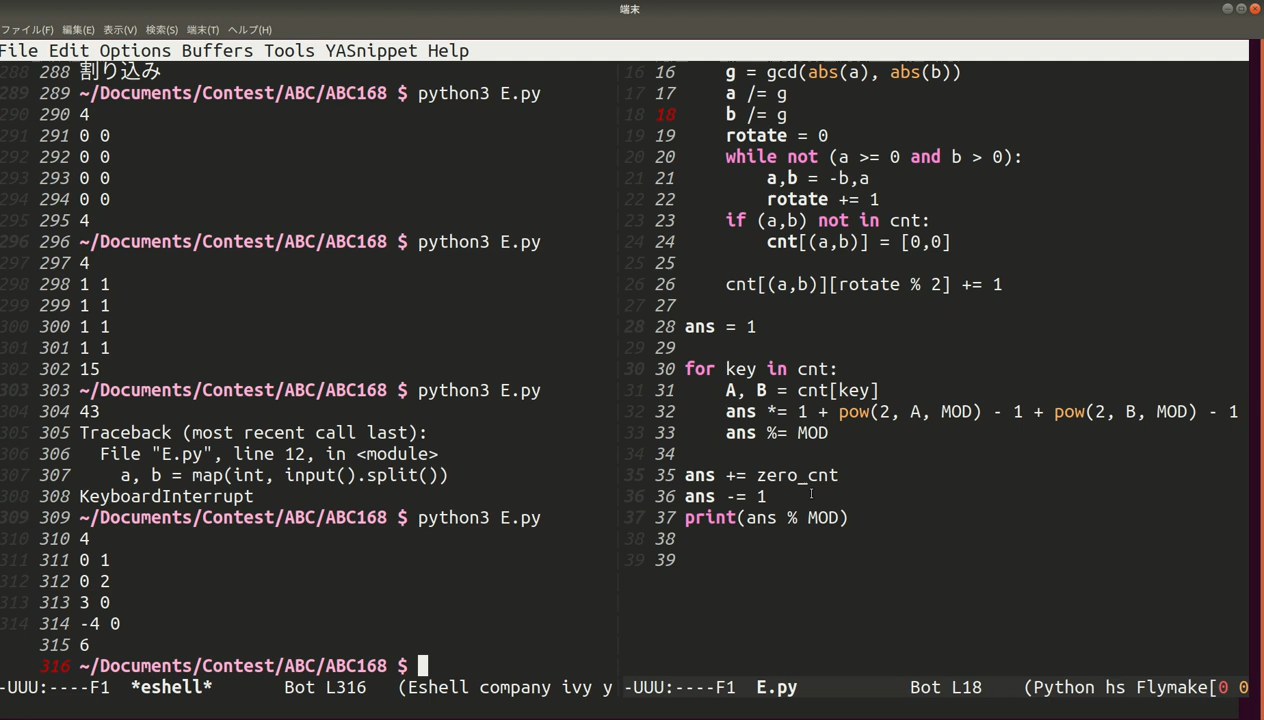 端末
ファイル(F) 編集(E) 表示(V) 検索(S) 端末(T) ヘルプ(H)
File Edit Options Buffers Tools YASnippet Help
288 288 割り込み
289 289 ~/Documents/Contest/ABC/ABC168 $ python3 E.py
290 290 4
291 291 0 0
292 292 0 0
293 293 0 0
294 294 0 0
295 295 4
296 296 ~/Documents/Contest/ABC/ABC168 $ python3 E.py
297 297 4
298 298 1 1
299 299 1 1
300 300 1 1
301 301 1 1
302 302 15
303 303 ~/Documents/Contest/ABC/ABC168 $ python3 E.py
304 304 43
305 305 Traceback (most recent call last):
306 306   File "E.py", line 12, in <module>
307 307     a, b = map(int, input().split())
308 308 KeyboardInterrupt
309 309 ~/Documents/Contest/ABC/ABC168 $ python3 E.py
310 310 4
311 311 0 1
312 312 0 2
313 313 3 0
314 314 -4 0
315 6
316 ~/Documents/Contest/ABC/ABC168 $
-UUU:----F1  *eshell*       Bot L316   (Eshell company ivy y
16 16     g = gcd(abs(a), abs(b))
17 17     a /= g
18 18     b /= g
19 19     rotate = 0
20 20     while not (a >= 0 and b > 0):
21 21         a,b = -b,a
22 22         rotate += 1
23 23     if (a,b) not in cnt:
24 24         cnt[(a,b)] = [0,0]
25 25
26 26     cnt[(a,b)][rotate % 2] += 1
27 27
28 28 ans = 1
29 29
30 30 for key in cnt:
31 31     A, B = cnt[key]
32 32     ans *= 1 + pow(2, A, MOD) - 1 + pow(2, B, MOD) - 1
33 33     ans %= MOD
34 34
35 35 ans += zero_cnt
36 36 ans -= 1
37 37 print(ans % MOD)
38 38
39 39
-UUU:----F1  E.py           Bot L18    (Python hs Flymake[0 0